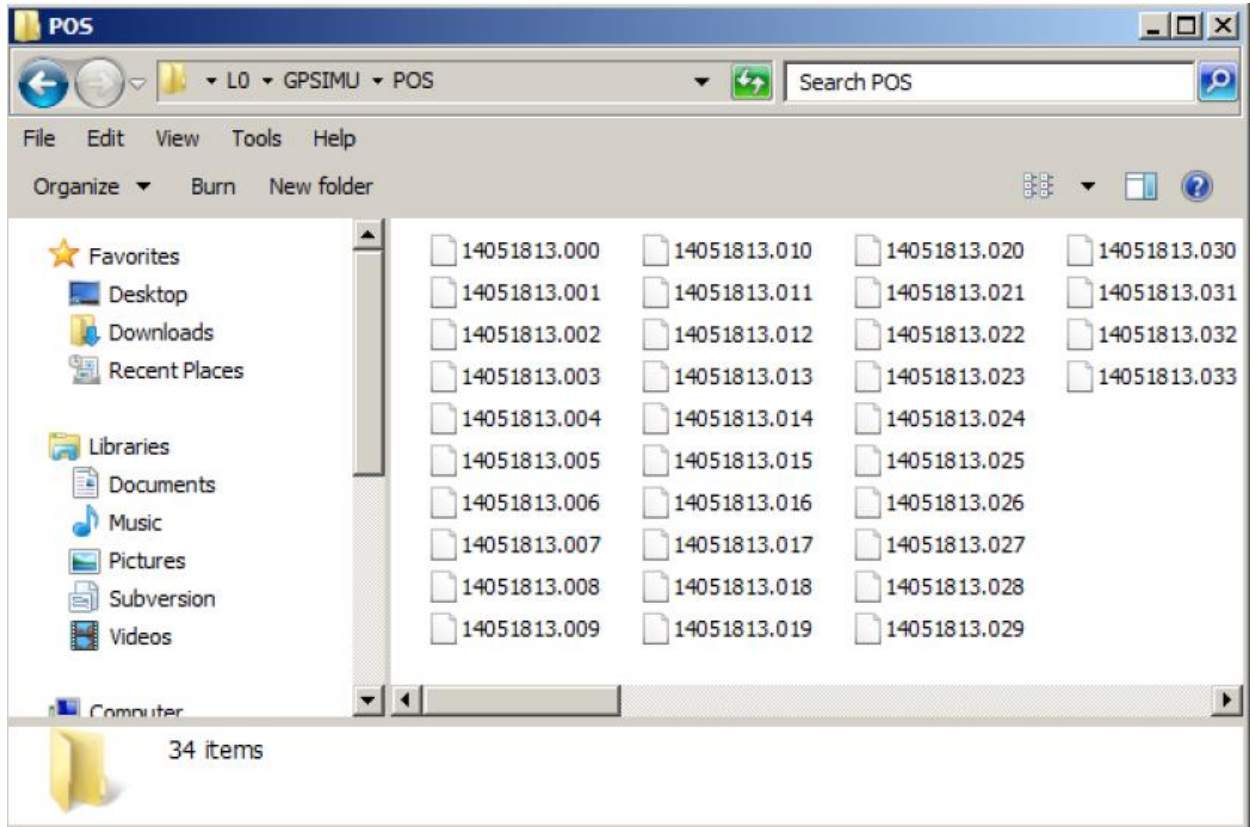 POS
L0 GPSIMU POS
Search POS
File Edit View Tools Help
Organize Burn New folder
Favorites
Desktop
Downloads
Recent Places
Libraries
Documents
Music
Pictures
Subversion
Videos
Computer
14051813.000 14051813.010 14051813.020 14051813.030
14051813.001 14051813.011 14051813.021 14051813.031
14051813.002 14051813.012 14051813.022 14051813.032
14051813.003 14051813.013 14051813.023 14051813.033
14051813.004 14051813.014 14051813.024
14051813.005 14051813.015 14051813.025
14051813.006 14051813.016 14051813.026
14051813.007 14051813.017 14051813.027
14051813.008 14051813.018 14051813.028
14051813.009 14051813.019 14051813.029
34 items